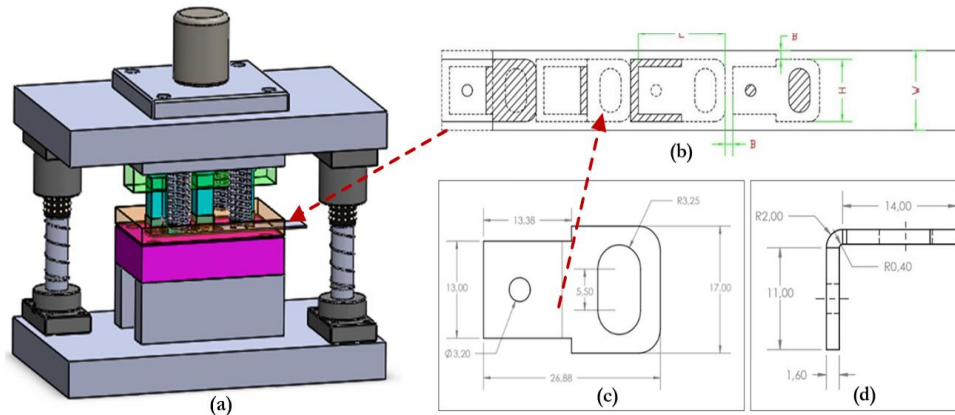 B
H
W
B
(b)
13,38
R3,25
13,00
5,50
17,00
Ø3,20
26,88
(c)
14,00
R2,00
R0,40
11,00
1,60
(d)
(a)